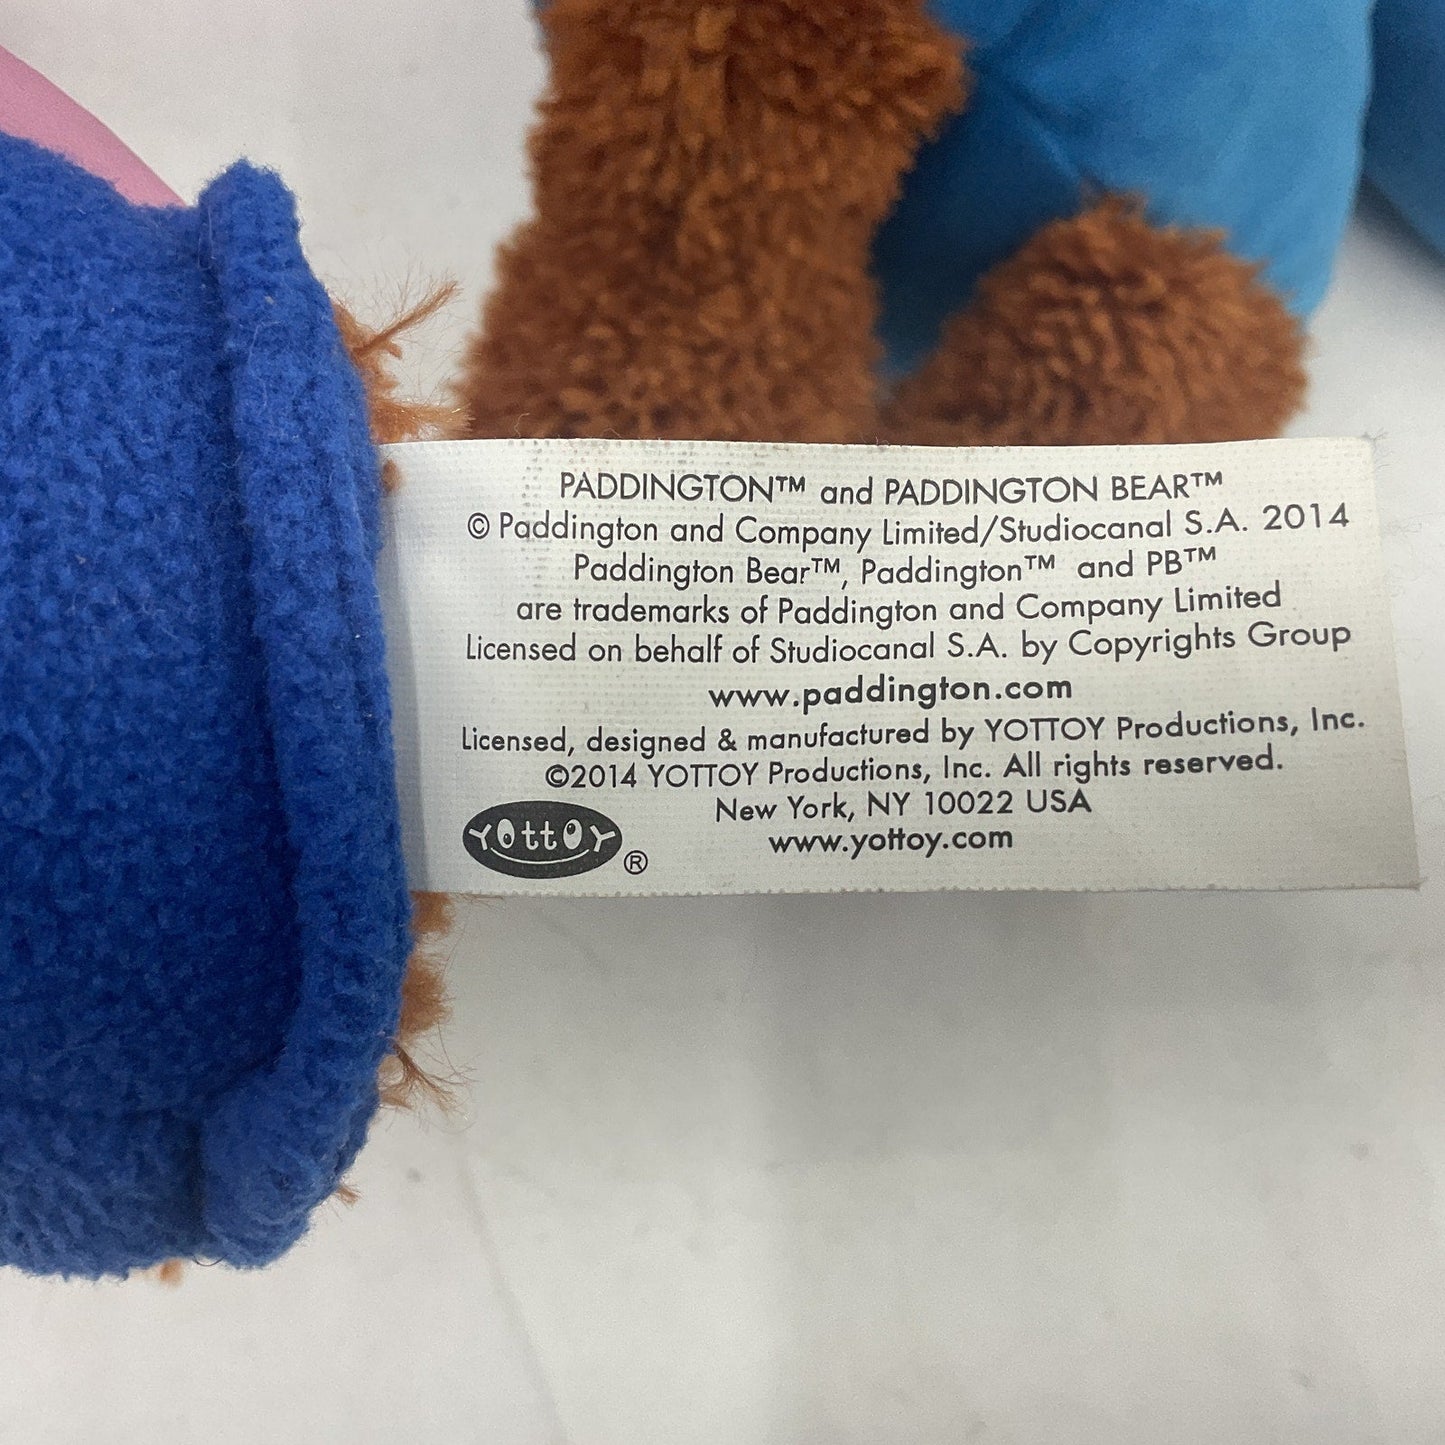 PADDINGTON™ and PADDINGTON BEAR™
© Paddington and Company Limited/Studiocanal S.A. 2014
Paddington Bear™, Paddington™ and PB™
are trademarks of Paddington and Company Limited
Licensed on behalf of Studiocanal S.A. by Copyrights Group
www.paddington.com
Licensed, designed & manufactured by YOTTOY Productions, Inc.
©2014 YOTTOY Productions, Inc. All rights reserved.
New York, NY 10022 USA
www.yottoy.com
YOttOY ®